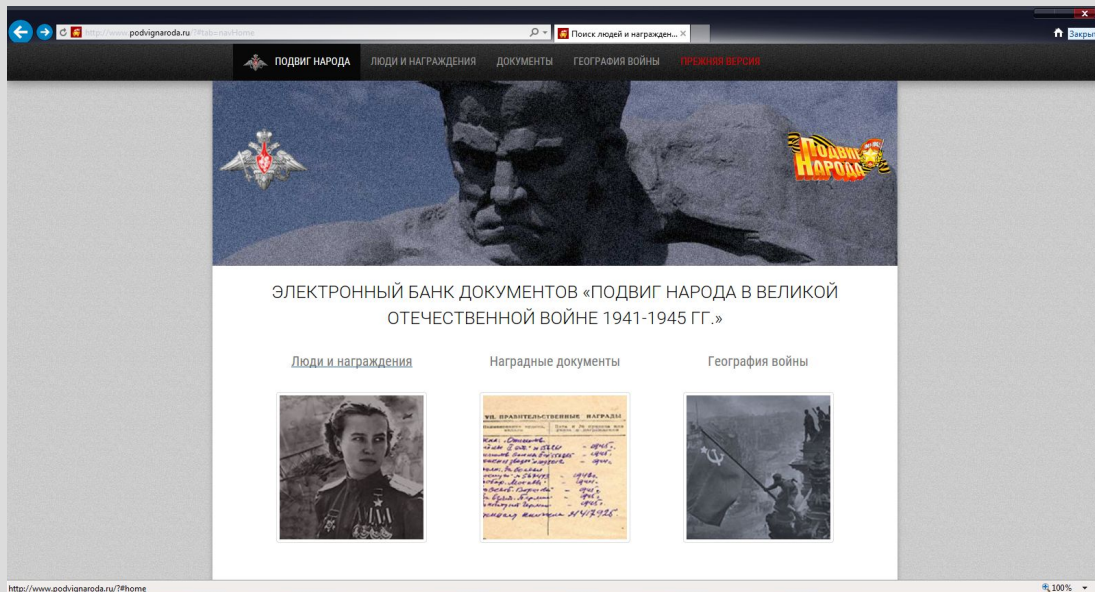 http://www.podvignaroda.ru/?#tab=navHome
Поиск людей и награжден...
Закрыт
ПОДВИГ НАРОДА
ЛЮДИ И НАГРАЖДЕНИЯ
ДОКУМЕНТЫ
ГЕОГРАФИЯ ВОЙНЫ
ПРЕЖНЯЯ ВЕРСИЯ
ПОДВИГ
НАРОДА
ЭЛЕКТРОННЫЙ БАНК ДОКУМЕНТОВ «ПОДВИГ НАРОДА В ВЕЛИКОЙ
ОТЕЧЕСТВЕННОЙ ВОЙНЕ 1941-1945 ГГ.»
Люди и награждения
Наградные документы
География войны
VII. ПРАВИТЕЛЬСТВЕННЫЕ НАГРАДЫ
http://www.podvignaroda.ru/?#home
100%